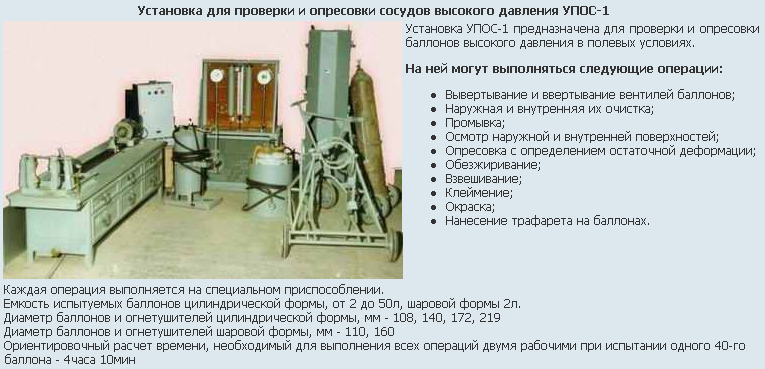 Установка для проверки и опресовки сосудов высокого давления УПОС-1
Установка УПОС-1 предназначена для проверки и опресовки
баллонов высокого давления в полевых условиях.
На ней могут выполняться следующие операции:
● Вывертывание и ввертывание вентилей баллонов;
● Наружная и внутренняя их очистка;
● Промывка;
● Осмотр наружной и внутренней поверхностей;
● Опресовка с определением остаточной деформации;
● Обезжиривание;
● Взвешивание;
● Клеймение;
● Окраска;
● Нанесение трафарета на баллонах.
Каждая операция выполняется на специальном приспособлении.
Емкость испытуемых баллонов цилиндрической формы, от 2 до 50л, шаровой формы 2л.
Диаметр баллонов и огнетушителей цилиндрической формы, мм - 108, 140, 172, 219
Диаметр баллонов и огнетушителей шаровой формы, мм - 110, 160
Ориентировочный расчет времени, необходимый для выполнения всех операций двумя рабочими при испытании одного 40-го
баллона - 4часа 10мин